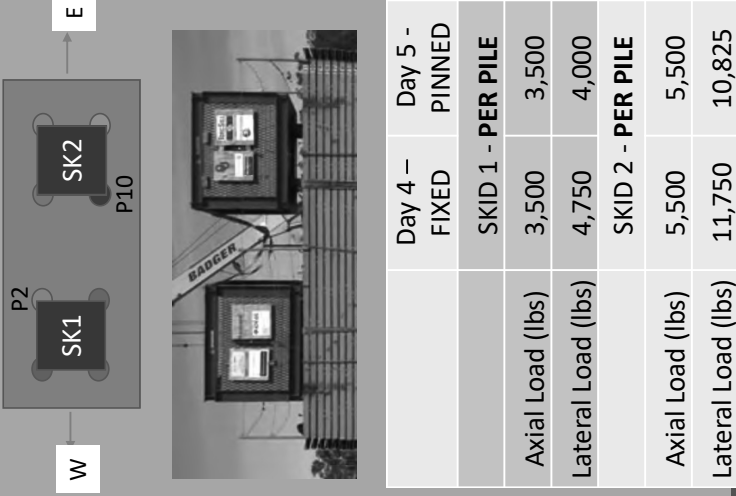 W
E
P2
SK1
SK2
P10
BADGER
Day 4 – FIXED
Day 5 - PINNED
SKID 1 - PER PILE
Axial Load (lbs) 3,500 3,500
Lateral Load (lbs) 4,750 4,000
SKID 2 - PER PILE
Axial Load (lbs) 5,500 5,500
Lateral Load (lbs) 11,750 10,825